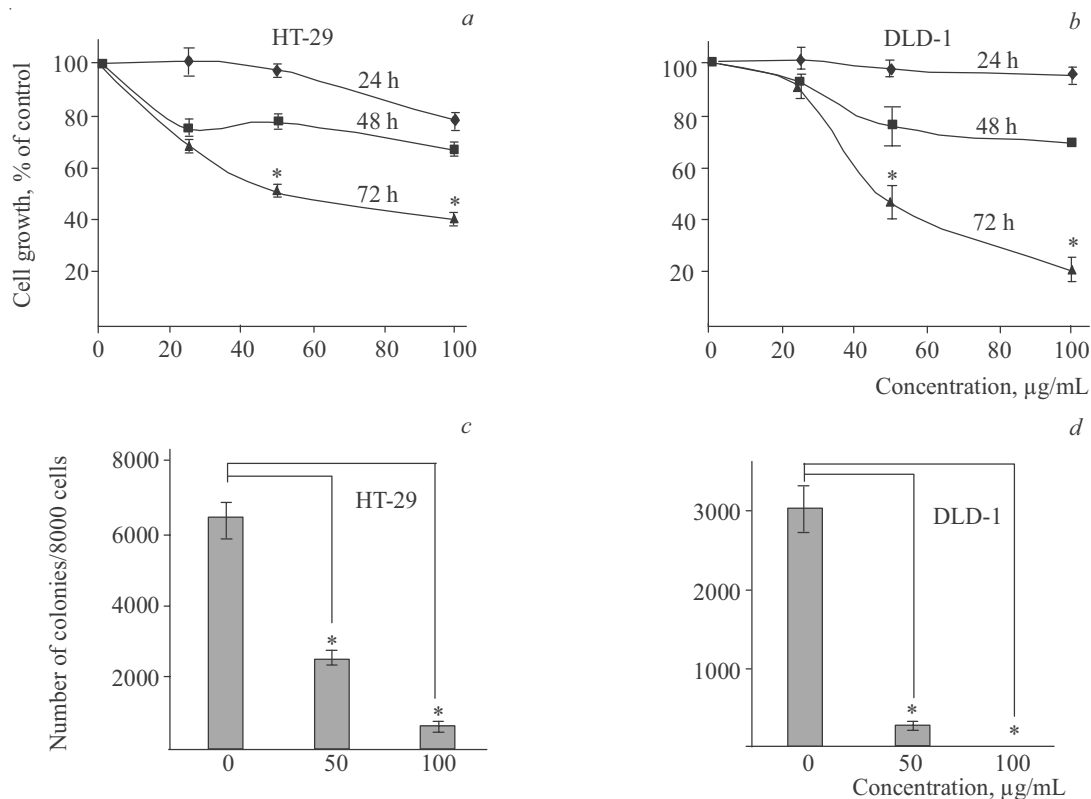 a
HT-29
24 h
48 h
72 h
*
*
Cell growth, % of control
100
80
60
40
20
0
20
40
60
80
100
b
DLD-1
24 h
48 h
72 h
*
*
100
80
60
40
20
0
20
40
60
80
100
Concentration, µg/mL
c
HT-29
Number of colonies/8000 cells
8000
6000
4000
2000
*
*
0
50
100
d
DLD-1
3000
2000
1000
*
*
0
50
100
Concentration, µg/mL